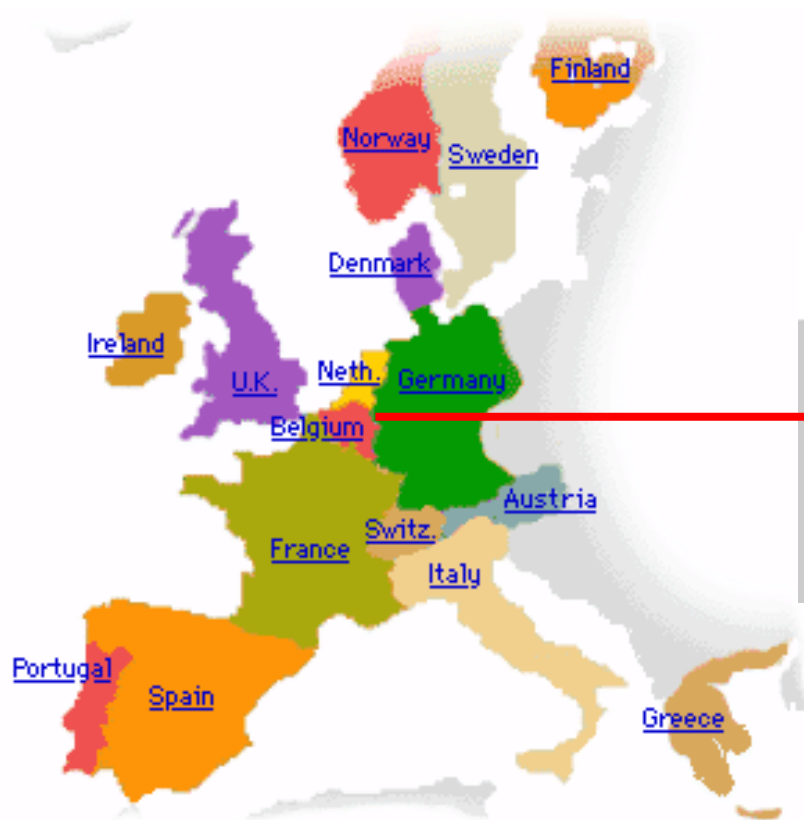 Finland
Norway
Sweden
Denmark
Ireland
Neth.
U.K.
Germany
Belgium
Austria
Switz.
France
Italy
Portugal
Spain
Greece